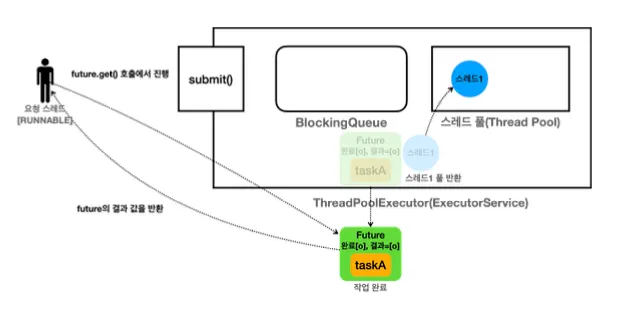 future.get() 호출에서 진행
submit()
스레드1
요청 스레드
[RUNNABLE]
BlockingQueue
스레드 풀(Thread Pool)
Future
완료[o], 결과=[o]
taskA
스레드1
스레드1 풀 반환
ThreadPoolExecutor(ExecutorService)
future의 결과 값을 반환
Future
완료[o], 결과=[o]
taskA
작업 완료